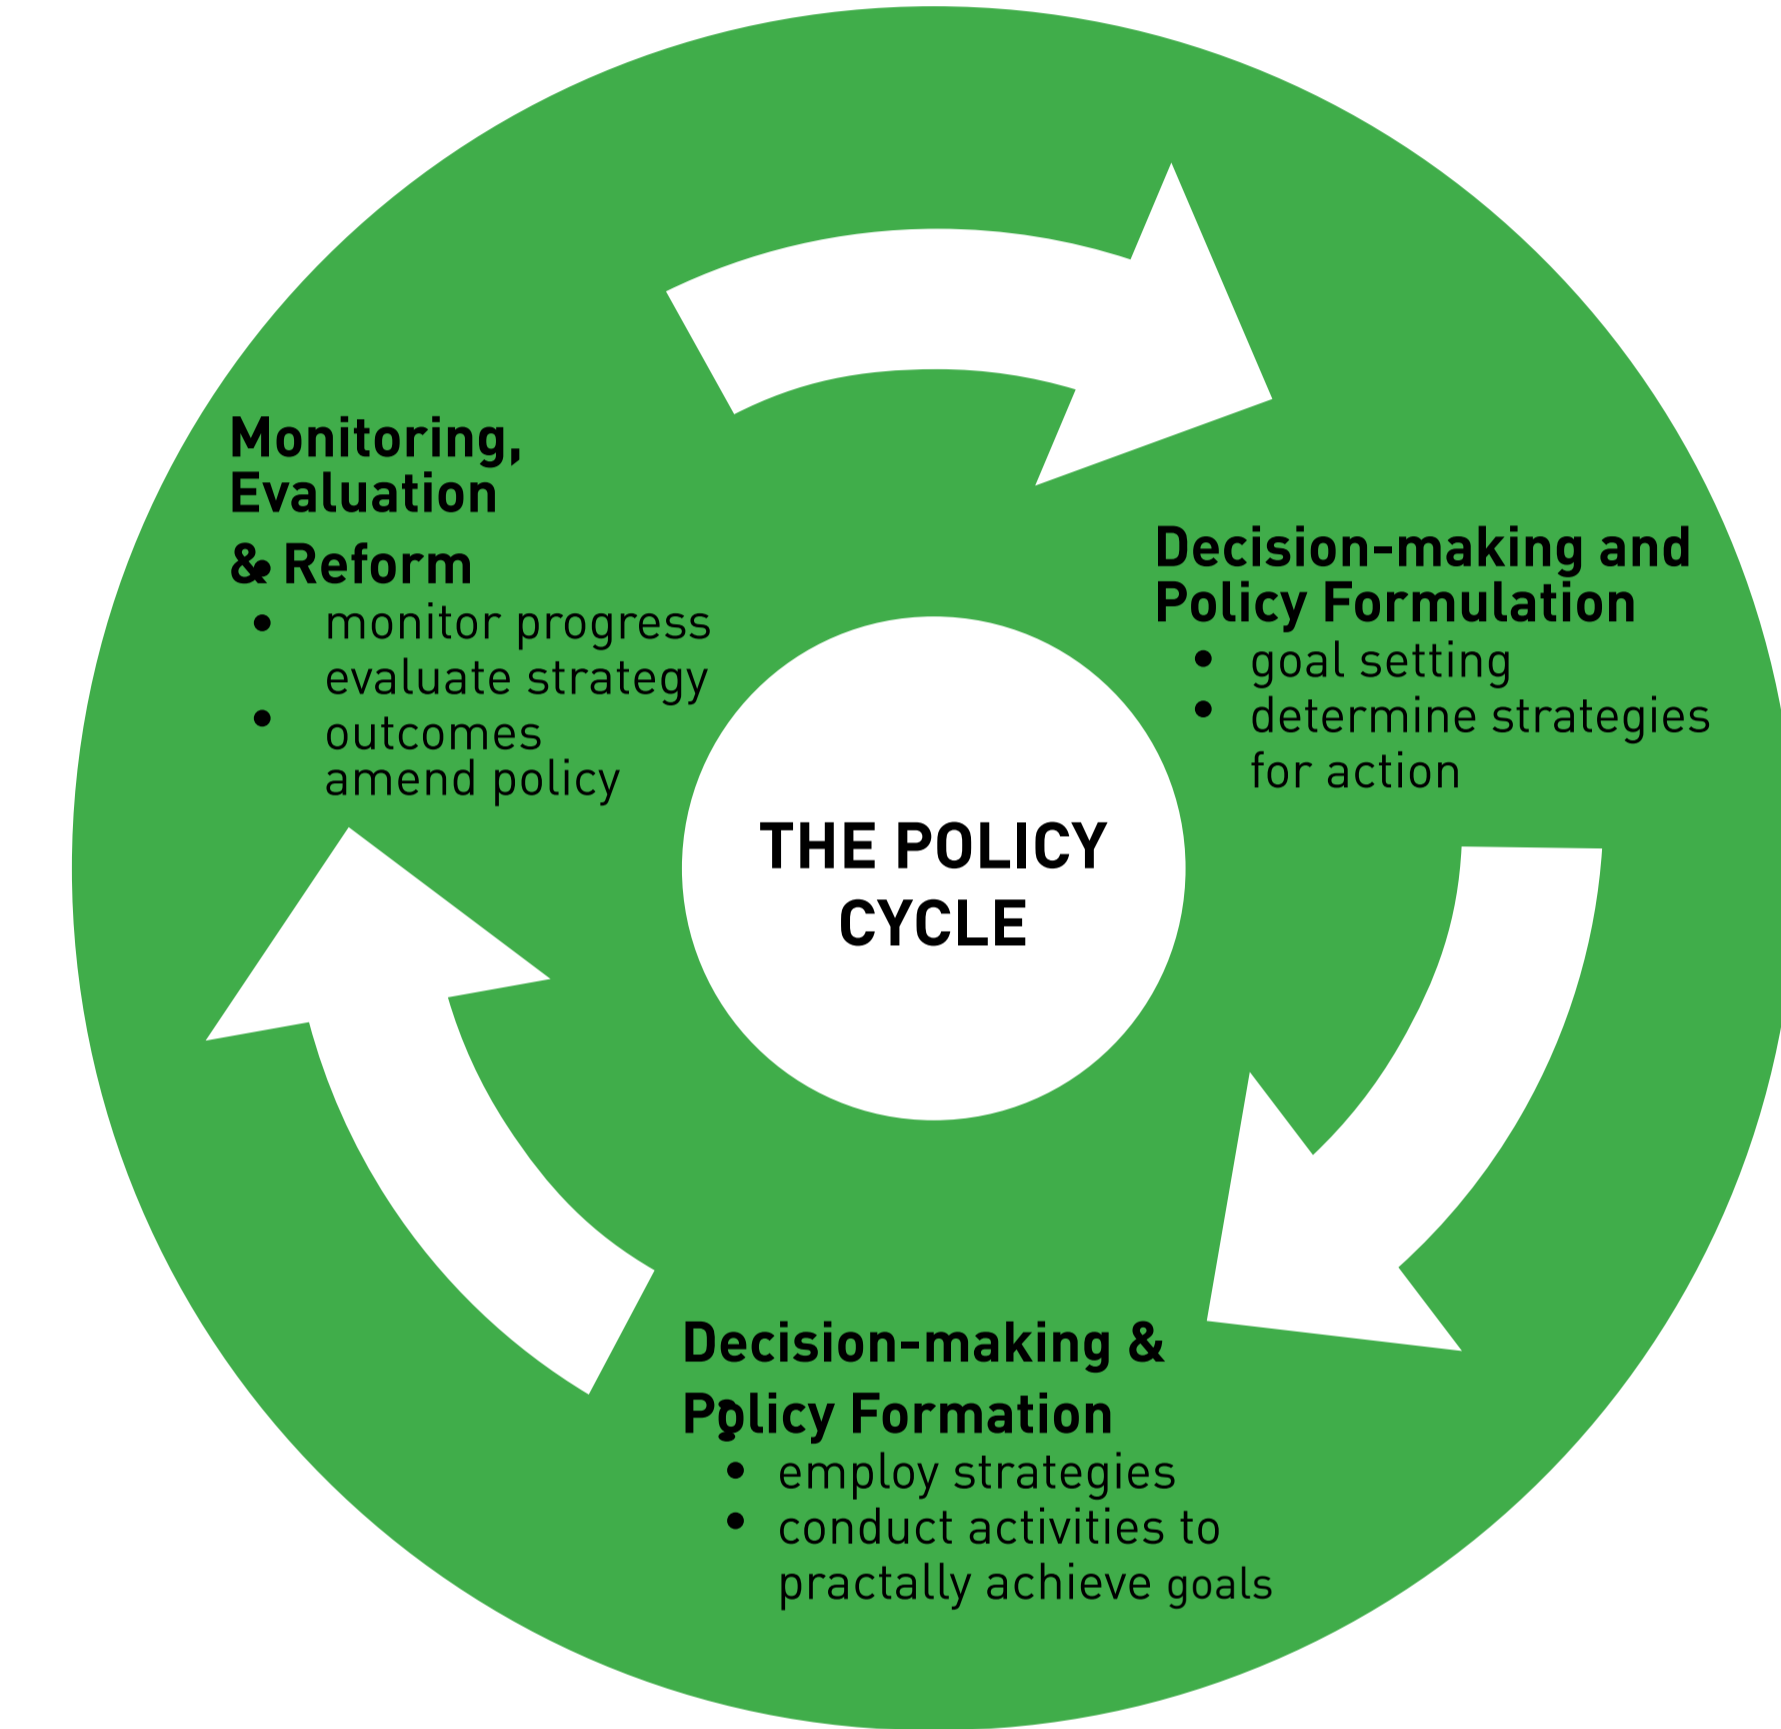 Monitoring,
Evaluation
& Reform
• monitor progress
evaluate strategy
• outcomes
amend policy
Decision-making and
Policy Formulation
• goal setting
• determine strategies
for action
THE POLICY
CYCLE
Decision-making &
Policy Formation
• employ strategies
• conduct activities to
practally achieve goals